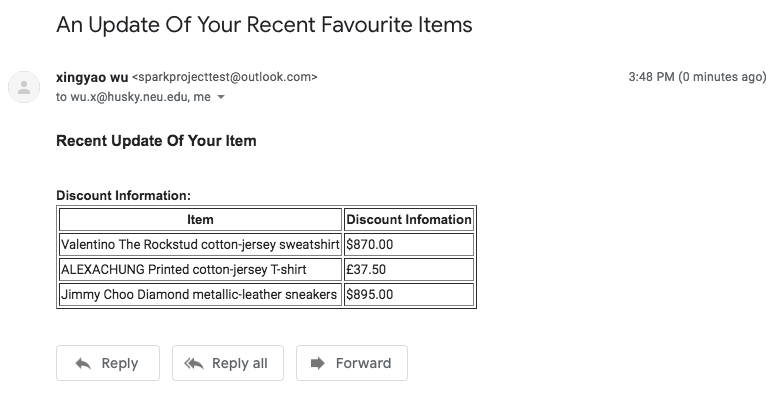 An Update Of Your Recent Favourite Items
xingyao wu <sparkprojecttest@outlook.com> 3:48 PM (0 minutes ago)
to wu.x@husky.neu.edu, me
Recent Update Of Your Item
Discount Information:
Item Discount Infomation
Valentino The Rockstud cotton-jersey sweatshirt $870.00
ALEXACHUNG Printed cotton-jersey T-shirt £37.50
Jimmy Choo Diamond metallic-leather sneakers $895.00
Reply Reply all Forward